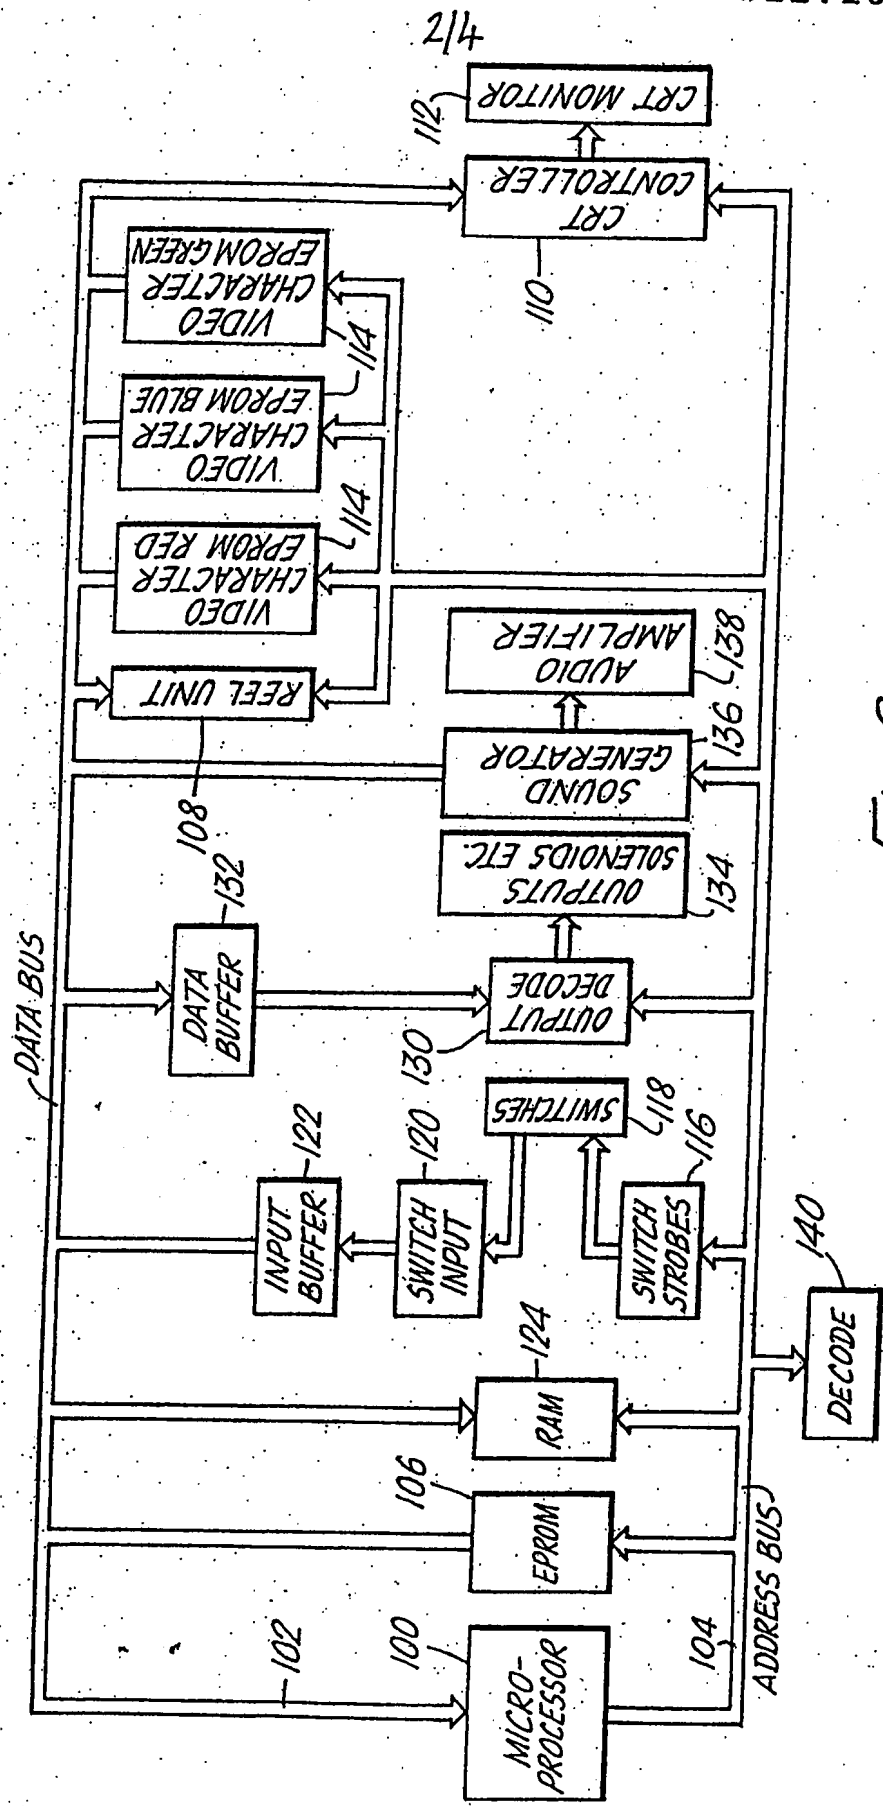 2/4
DATA BUS
102
100
MICRO-
PROCESSOR
104
ADDRESS BUS
106
EPROM
124
RAM
122
INPUT
BUFFER
120
SWITCH
INPUT
SWITCHES
118
116
SWITCH
STROBES
DECODE
140
132
DATA
BUFFER
130
OUTPUT
DECODE
OUTPUTS
SOLENOIDS ETC.
134
SOUND
GENERATOR
136
AUDIO
AMPLIFIER
138
108
REEL UNIT
VIDEO
CHARACTER
EPROM RED
114
VIDEO
CHARACTER
EPROM BLUE
114
VIDEO
CHARACTER
EPROM GREEN
114
110
CRT
CONTROLLER
112
CRT MONITOR